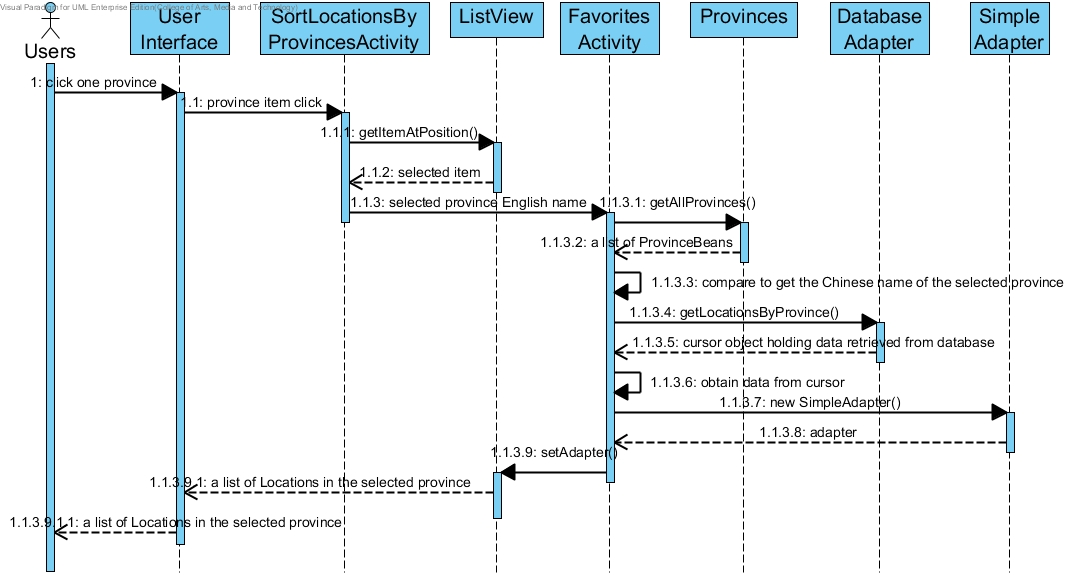 Visual Paradigm for UML Enterprise Edition(College of Arts, Media and Technology)
Users
User
Interface
SortLocationsBy
ProvincesActivity
ListView
Favorites
Activity
Provinces
Database
Adapter
Simple
Adapter
1: click one province
1.1: province item click
1.1.1: getItemAtPosition()
1.1.2: selected item
1.1.3: selected province English name
1.1.3.1: getAllProvinces()
1.1.3.2: a list of ProvinceBeans
1.1.3.3: compare to get the Chinese name of the selected province
1.1.3.4: getLocationsByProvince()
1.1.3.5: cursor object holding data retrieved from database
1.1.3.6: obtain data from cursor
1.1.3.7: new SimpleAdapter()
1.1.3.8: adapter
1.1.3.9: setAdapter()
1.1.3.9.1: a list of Locations in the selected province
1.1.3.9.1.1: a list of Locations in the selected province